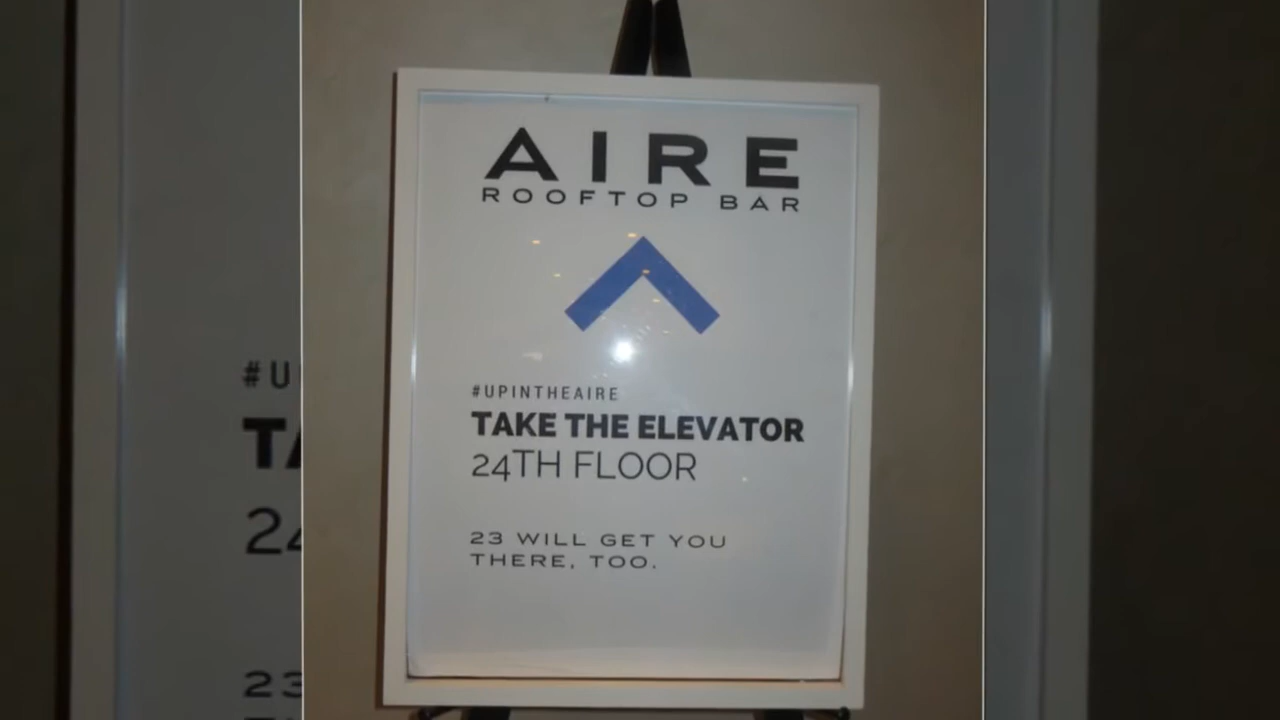 AIRE
ROOFTOP BAR
#UPINTHEAIRE
TAKE THE ELEVATOR
24TH FLOOR
23 WILL GET YOU
THERE, TOO.